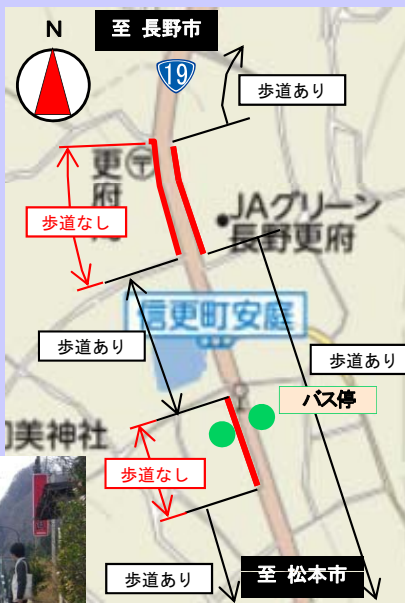 N
至 長野市
19
歩道あり
更府
〒
歩道なし
JAグリーン
長野更府
信更町安庭
歩道あり
歩道あり
バス停
美神社
歩道なし
歩道あり
至 松本市